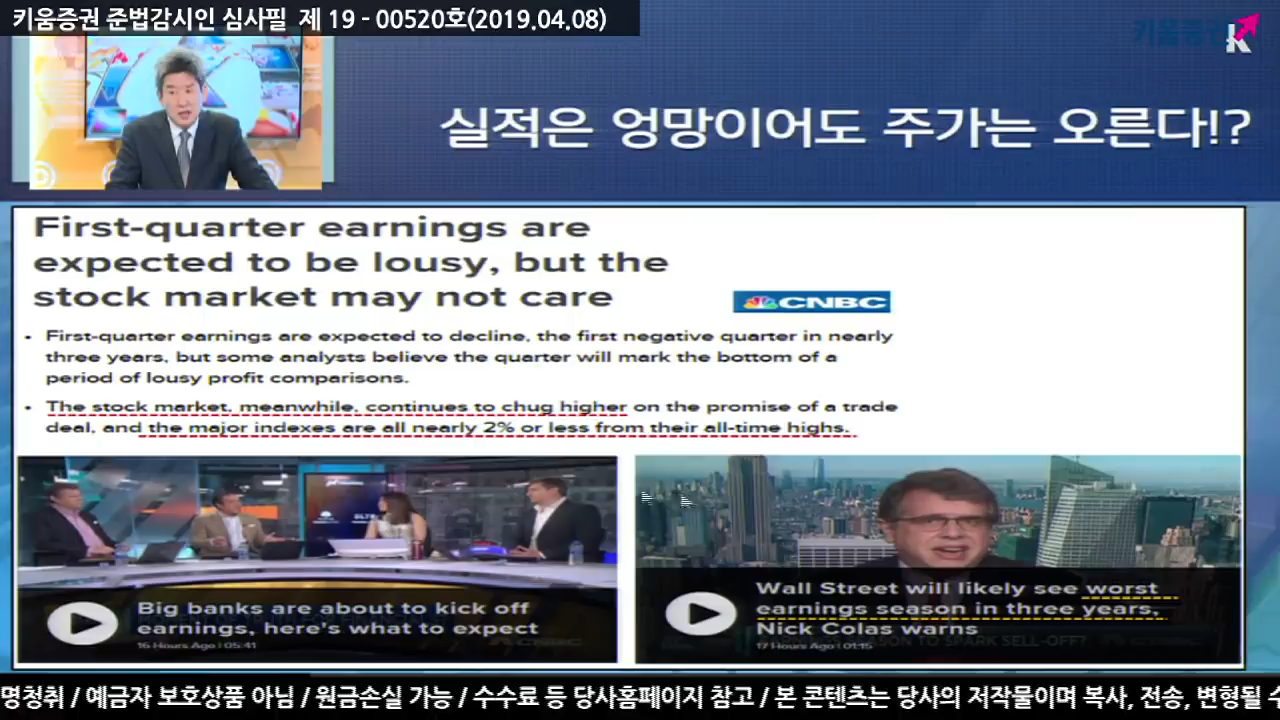 키움증권 준법감시인 심사필 제 19 - 00520호(2019.04.08)
키움증권
실적은 엉망이어도 주가는 오른다!?
First-quarter earnings are
expected to be lousy, but the
stock market may not care
CNBC
• First-quarter earnings are expected to decline, the first negative quarter in nearly
three years, but some analysts believe the quarter will mark the bottom of a
period of lousy profit comparisons.
• The stock market, meanwhile, continues to chug higher on the promise of a trade
deal, and the major indexes are all nearly 2% or less from their all-time highs.
Big banks are about to kick off
earnings, here's what to expect
16 Hours Ago | 05:41
Wall Street will likely see worst
earnings season in three years,
Nick Colas warns
17 Hours Ago | 01:15
명청취 / 예금자 보호상품 아님 / 원금손실 가능 / 수수료 등 당사홈페이지 참고 / 본 콘텐츠는 당사의 저작물이며 복사, 전송, 변형될 수